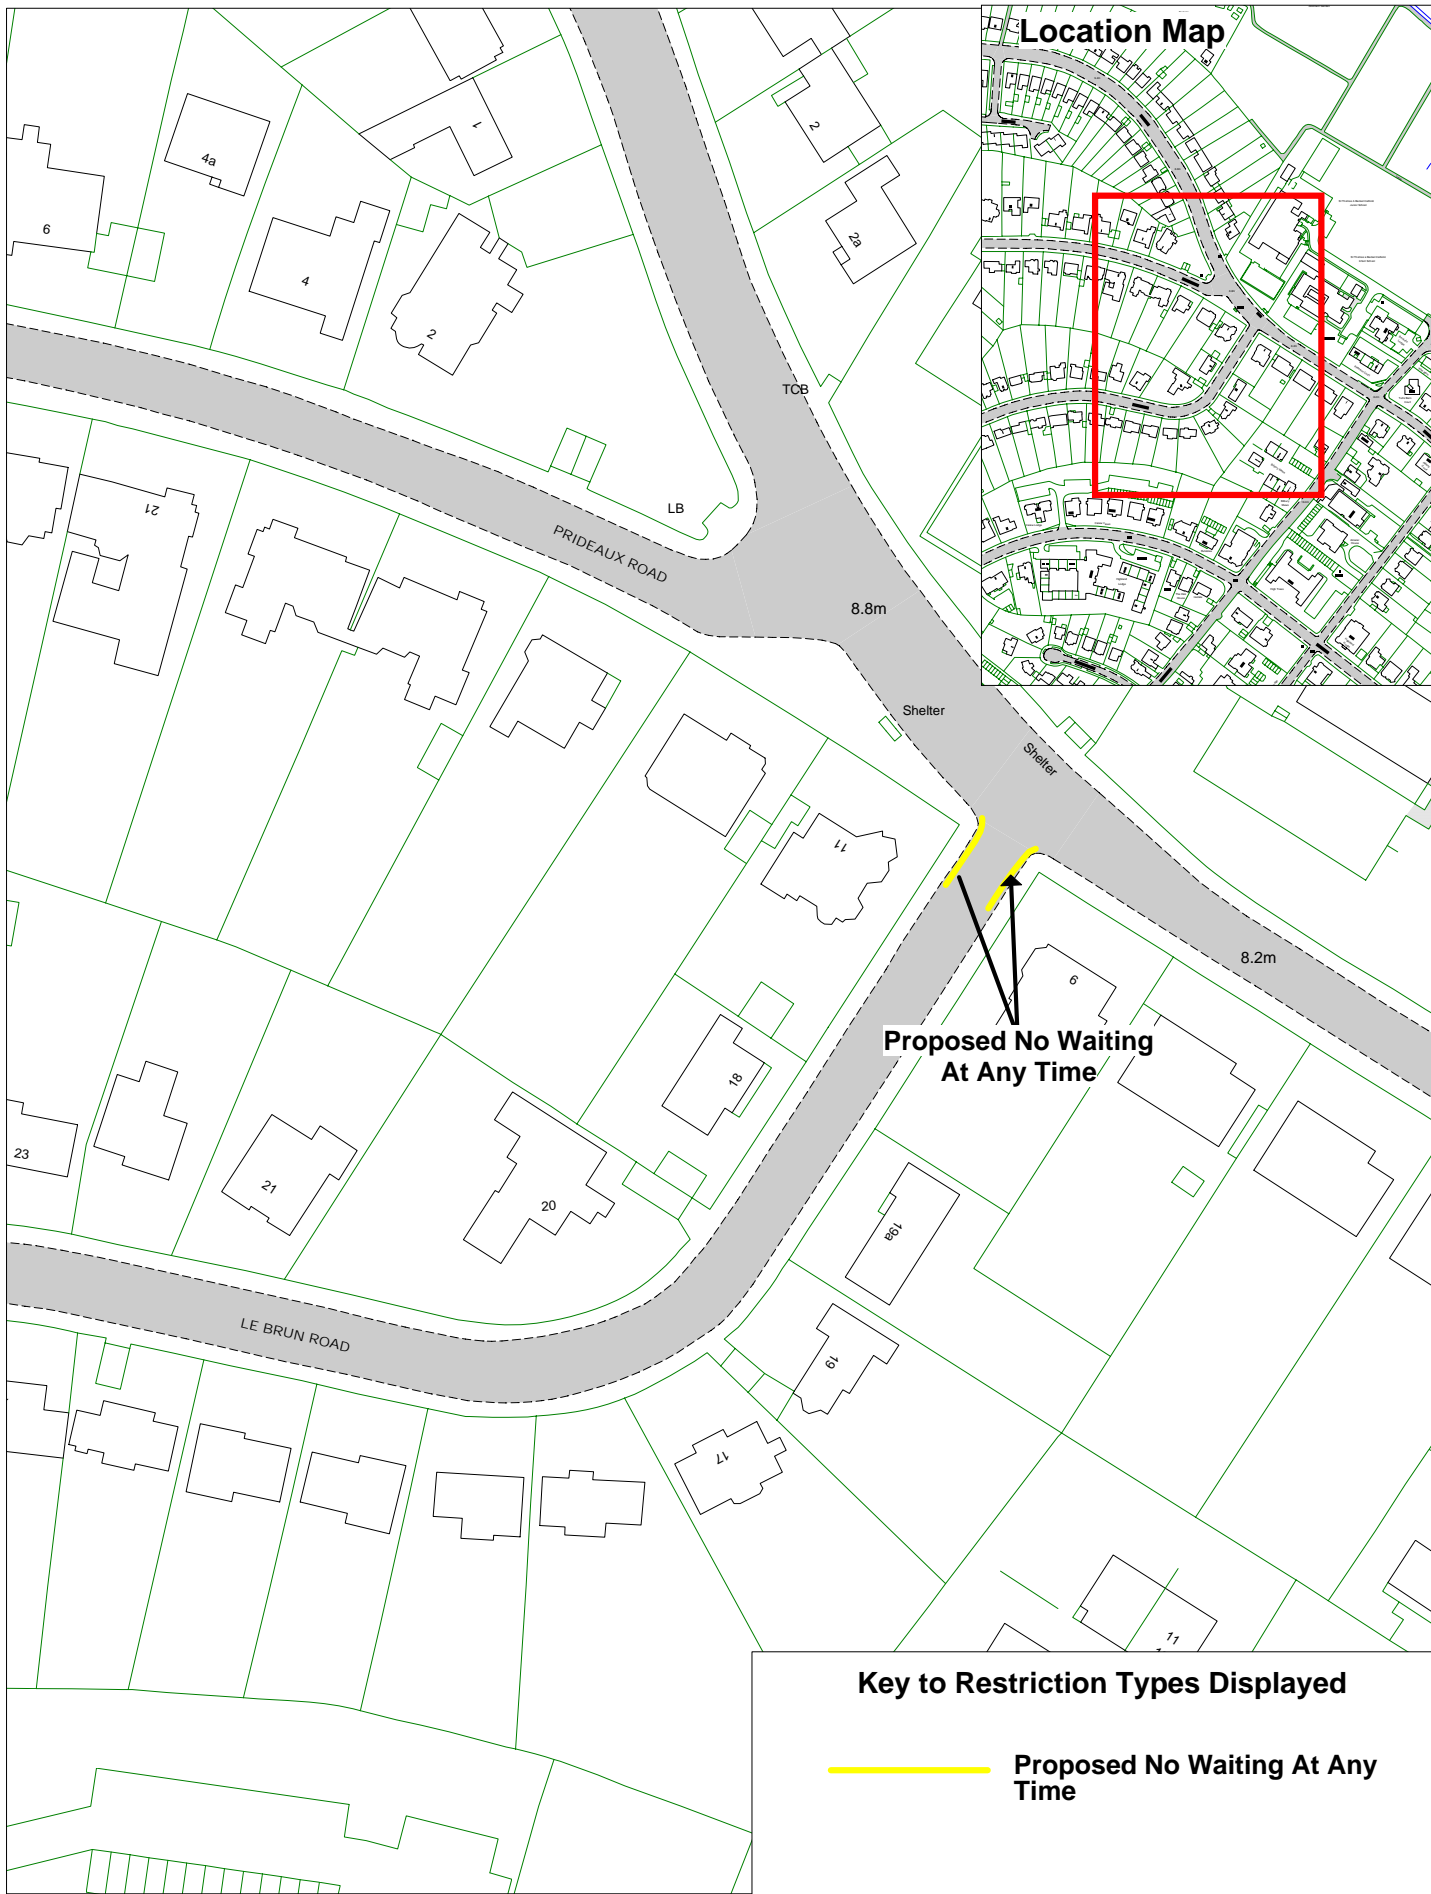 Location Map
1
2
4a
2a
6
4
2
TCB
LB
21
PRIDEAUX ROAD
8.8m
Shelter
Shelter
11
8.2m
9
Proposed No Waiting
At Any Time
18
23
21
20
19a
LE BRUN ROAD
19
17
11
Key to Restriction Types Displayed
Proposed No Waiting At Any
Time